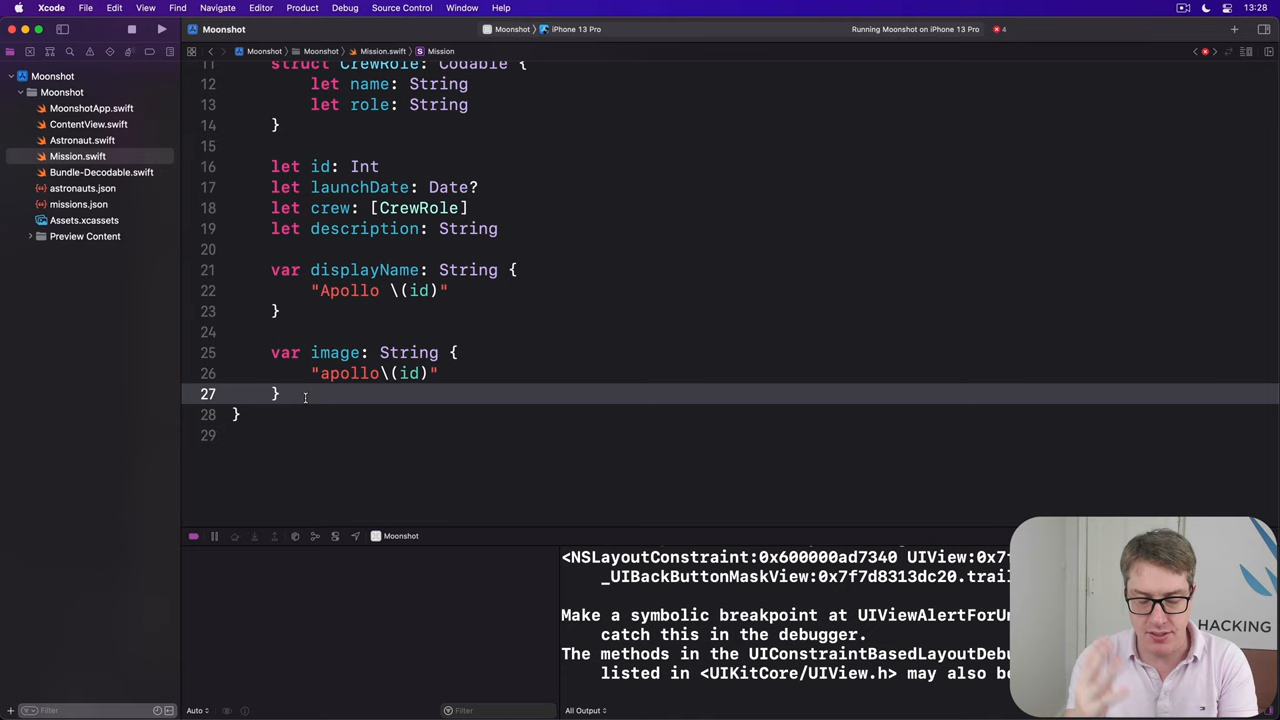 Xcode File Edit View Find Navigate Editor Product Debug Source Control Window Help 13:28
Moonshot Moonshot iPhone 13 Pro Running Moonshot on iPhone 13 Pro 4
Moonshot Moonshot Mission.swift Mission
Moonshot
Moonshot
MoonshotApp.swift
ContentView.swift
Astronaut.swift
Mission.swift
Bundle-Decodable.swift
astronauts.json
missions.json
Assets.xcassets
Preview Content
11 struct CrewRole: Codable {
12 let name: String
13 let role: String
14 }
15
16 let id: Int
17 let launchDate: Date?
18 let crew: [CrewRole]
19 let description: String
20
21 var displayName: String {
22 "Apollo \(id)"
23 }
24
25 var image: String {
26 "apollo\(id)"
27 }
28 }
29
Moonshot
<NSLayoutConstraint:0x600000ad7340 UIView:0x7f
_UIBackButtonMaskView:0x7f7d8313dc20.trai
Make a symbolic breakpoint at UIViewAlertForUn
catch this in the debugger.
The methods in the UIConstraintBasedLayoutDebu
listed in <UIKitCore/UIView.h> may also be
HACKING
Filter Auto Filter All Output